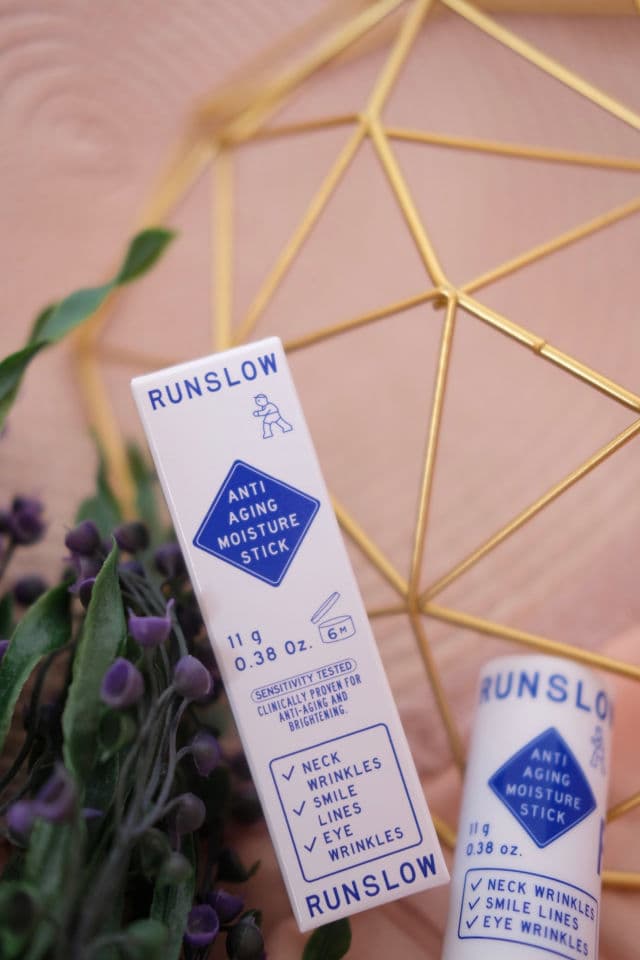 RUNSLOW
ANTI
AGING
MOISTURE
STICK
11 g
0.38 Oz.
6M
SENSITIVITY TESTED
CLINICALLY PROVEN FOR
ANTI-AGING AND
BRIGHTENING.
✓ NECK
WRINKLES
✓ SMILE
LINES
✓ EYE
WRINKLES
RUNSLOW
RUNSLO
ANTI
AGING
MOISTURE
STICK
11 g
0.38 oz.
✓ NECK WRINKLES
✓ SMILE LINES
✓ EYE WRINKLES